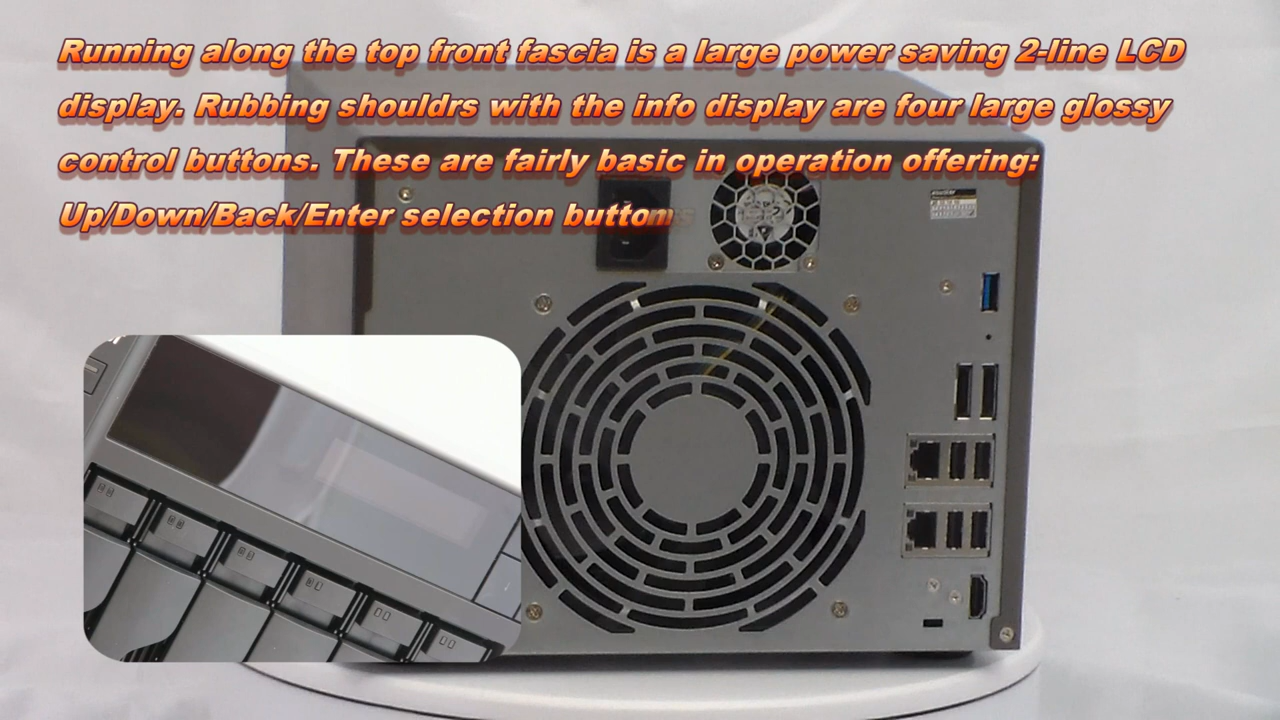 Running along the top front fascia is a large power saving 2-line LCD
display. Rubbing shouldrs with the info display are four large glossy
control buttons. These are fairly basic in operation offering:
Up/Down/Back/Enter selection buttons